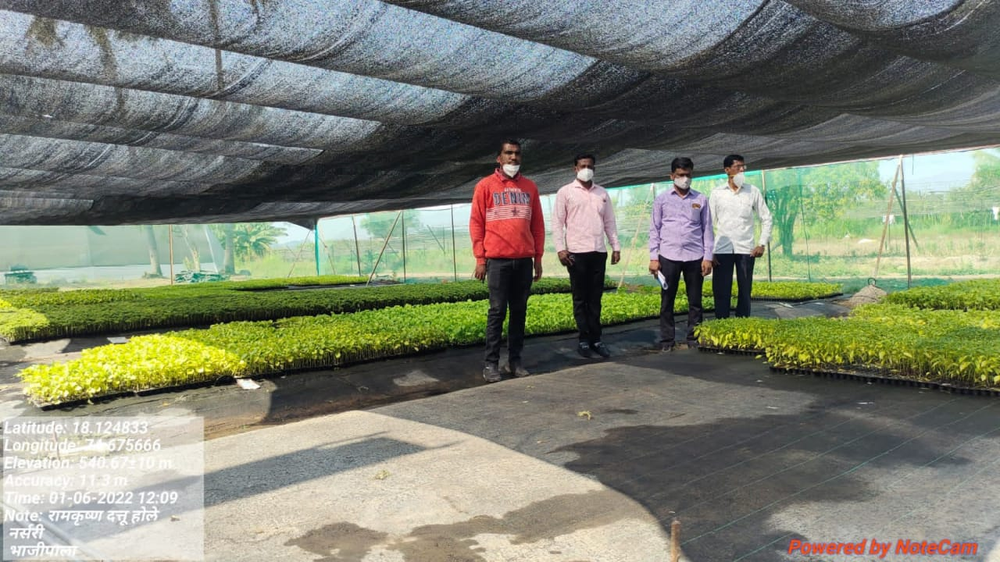 DENIM
Latitude: 18.124833
Longitude: 74.675666
Elevation: 540.67±10 m
Accuracy: 11.3 m
Time: 01-06-2022 12:09
Note: रामकृष्ण दत्तू होले
नर्सरी
भाजीपाला
Powered by NoteCam